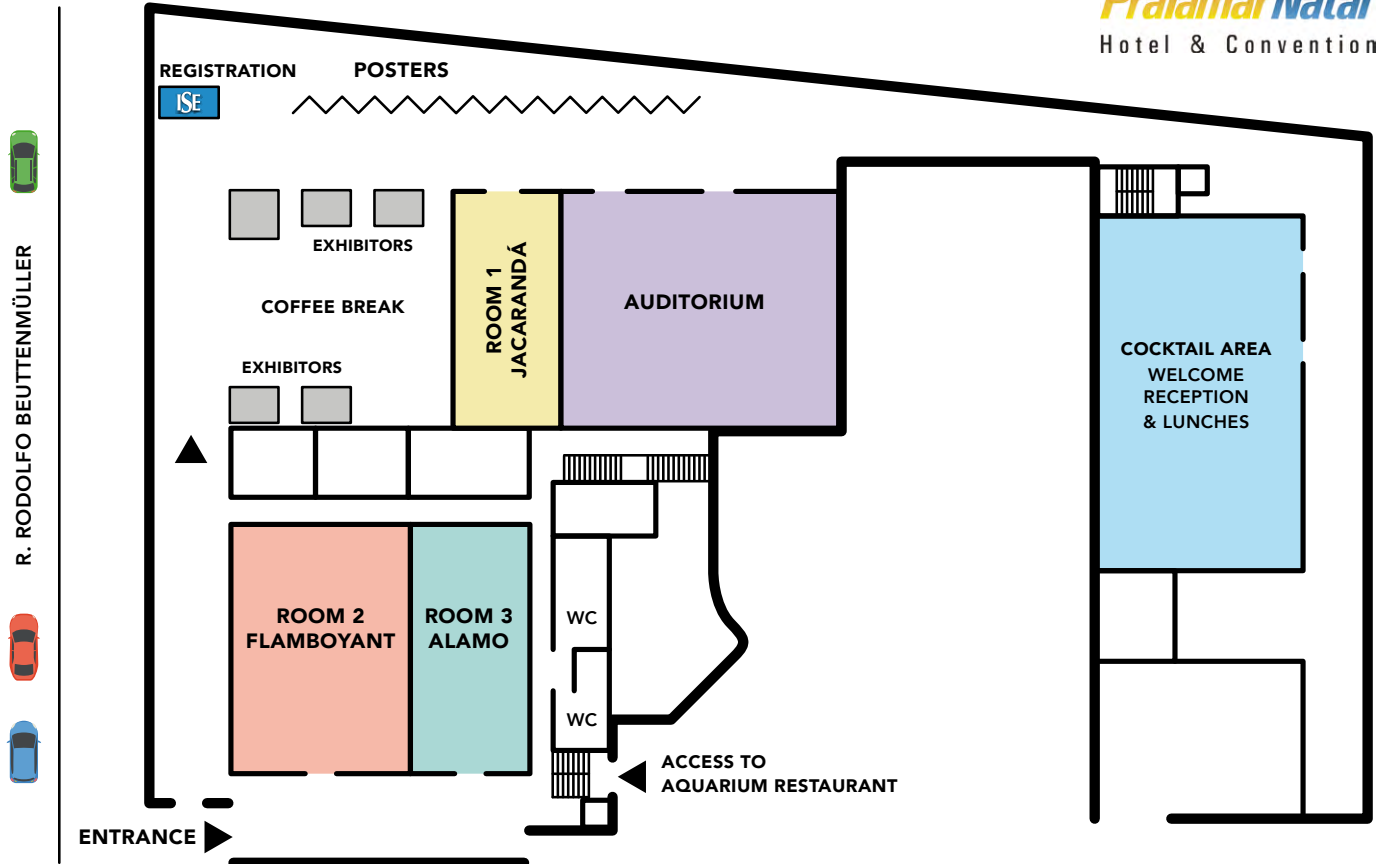 PraiamarNatal
Hotel & Convention
REGISTRATION
ISE
POSTERS
EXHIBITORS
COFFEE BREAK
EXHIBITORS
ROOM 1
JACARANDÁ
AUDITORIUM
COCKTAIL AREA
WELCOME
RECEPTION
& LUNCHES
R. RODOLFO BEUTTENMÜLLER
ROOM 2
FLAMBOYANT
ROOM 3
ALAMO
WC
WC
ACCESS TO
AQUARIUM RESTAURANT
ENTRANCE